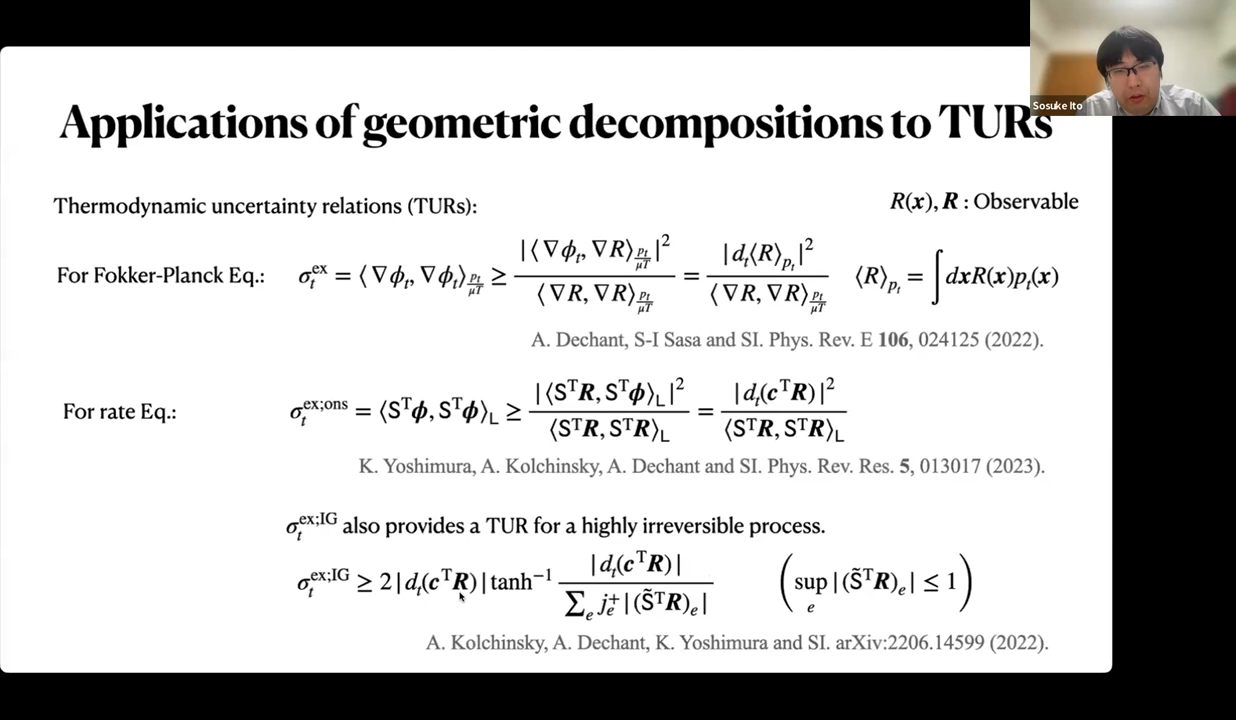 Sosuke Ito
Applications of geometric decompositions to TURs
Thermodynamic uncertainty relations (TURs):
R(x), R : Observable
For Fokker-Planck Eq.: σ_t^ex = ⟨∇ϕ_t, ∇ϕ_t⟩_{p_t/μT} ≥ |⟨∇ϕ_t, ∇R⟩_{p_t/μT}|² / ⟨∇R, ∇R⟩_{p_t/μT} = |d_t⟨R⟩_{p_t}|² / ⟨∇R, ∇R⟩_{p_t/μT} ⟨R⟩_{p_t} = ∫dxR(x)p_t(x)
A. Dechant, S-I Sasa and SI. Phys. Rev. E 106, 024125 (2022).
For rate Eq.: σ_t^{ex;ons} = ⟨S^Tϕ, S^Tϕ⟩_L ≥ |⟨S^TR, S^Tϕ⟩_L|² / ⟨S^TR, S^TR⟩_L = |d_t(c^TR)|² / ⟨S^TR, S^TR⟩_L
K. Yoshimura, A. Kolchinsky, A. Dechant and SI. Phys. Rev. Res. 5, 013017 (2023).
σ_t^{ex;IG} also provides a TUR for a highly irreversible process.
σ_t^{ex;IG} ≥ 2|d_t(c^TR)|tanh⁻¹ |d_t(c^TR)| / Σ_e j_e^+|(S̃^TR)_e| (sup_e |(S̃^TR)_e| ≤ 1)
A. Kolchinsky, A. Dechant, K. Yoshimura and SI. arXiv:2206.14599 (2022).